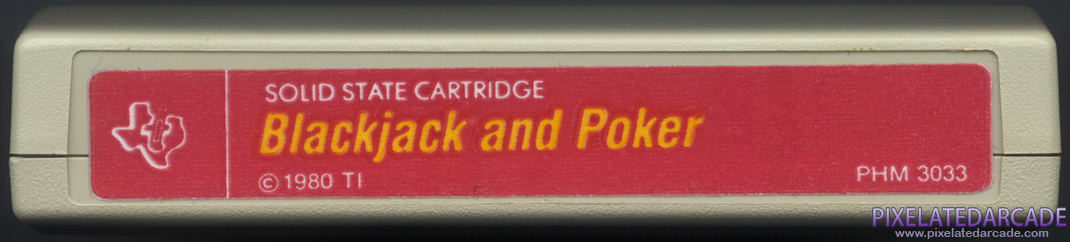 SOLID STATE CARTRIDGE
Blackjack and Poker
© 1980 TI
PHM 3033
PIXELATEDARCADE
www.pixelatedarcade.com